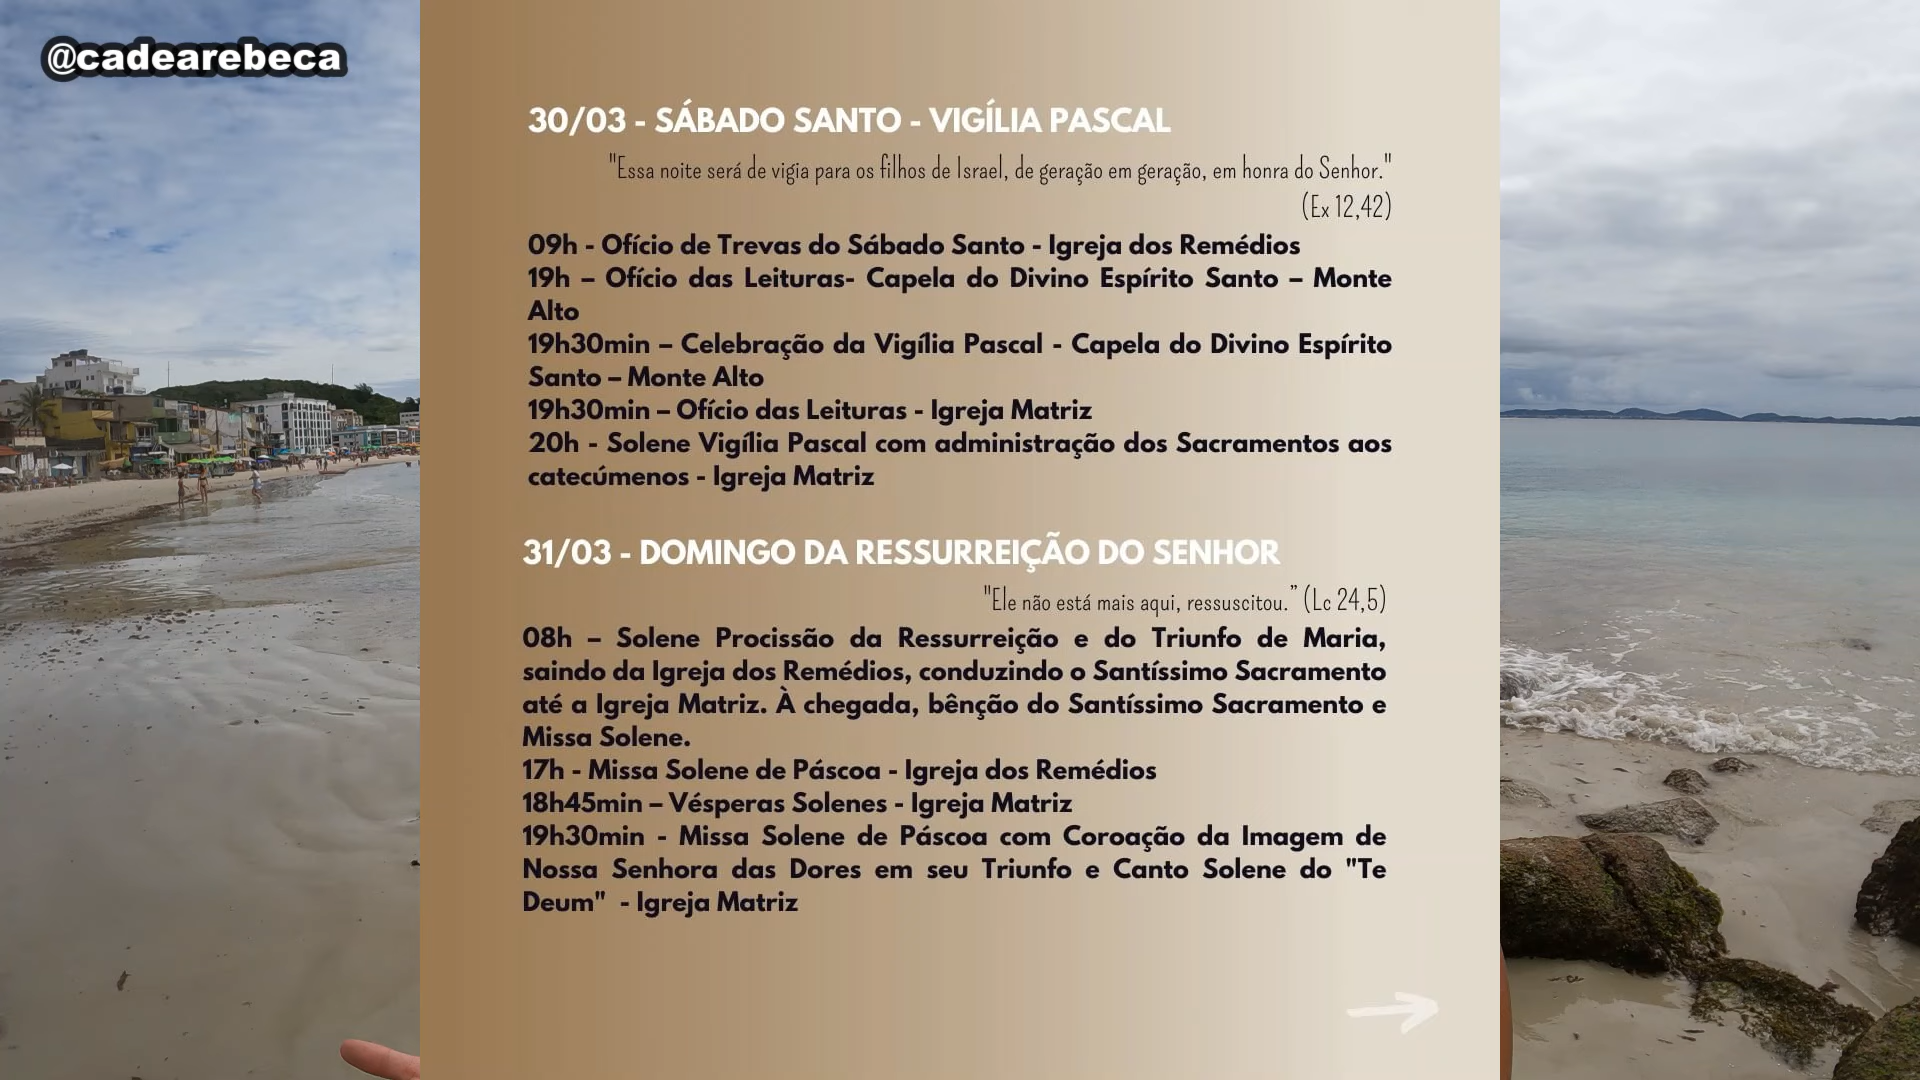 @cadearebeca
30/03 - SÁBADO SANTO - VIGÍLIA PASCAL
"Essa noite será de vigia para os filhos de Israel, de geração em geração, em honra do Senhor."
(Ex 12,42)
09h - Ofício de Trevas do Sábado Santo - Igreja dos Remédios
19h – Ofício das Leituras- Capela do Divino Espírito Santo – Monte
Alto
19h30min – Celebração da Vigília Pascal - Capela do Divino Espírito
Santo – Monte Alto
19h30min – Ofício das Leituras - Igreja Matriz
20h - Solene Vigília Pascal com administração dos Sacramentos aos
catecúmenos - Igreja Matriz
31/03 - DOMINGO DA RESSURREIÇÃO DO SENHOR
"Ele não está mais aqui, ressuscitou.” (Lc 24,5)
08h – Solene Procissão da Ressurreição e do Triunfo de Maria,
saindo da Igreja dos Remédios, conduzindo o Santíssimo Sacramento
até a Igreja Matriz. À chegada, bênção do Santíssimo Sacramento e
Missa Solene.
17h - Missa Solene de Páscoa - Igreja dos Remédios
18h45min – Vésperas Solenes - Igreja Matriz
19h30min - Missa Solene de Páscoa com Coroação da Imagem de
Nossa Senhora das Dores em seu Triunfo e Canto Solene do "Te
Deum"  - Igreja Matriz